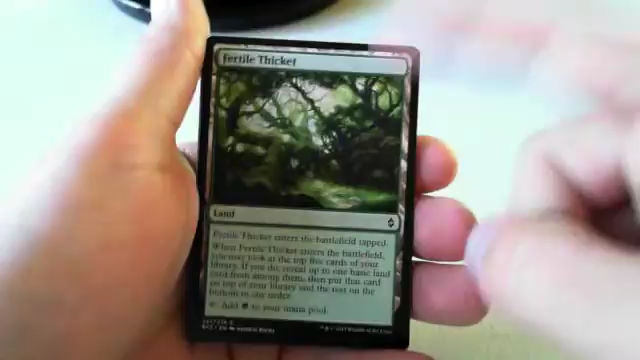 Fertile Thicket
Land
Fertile Thicket enters the battlefield tapped.
When Fertile Thicket enters the battlefield,
you may look at the top five cards of your
library. If you do, reveal up to one basic land
card from among them, then put that card
on top of your library and the rest on the
bottom in any order.
: Add to your mana pool.